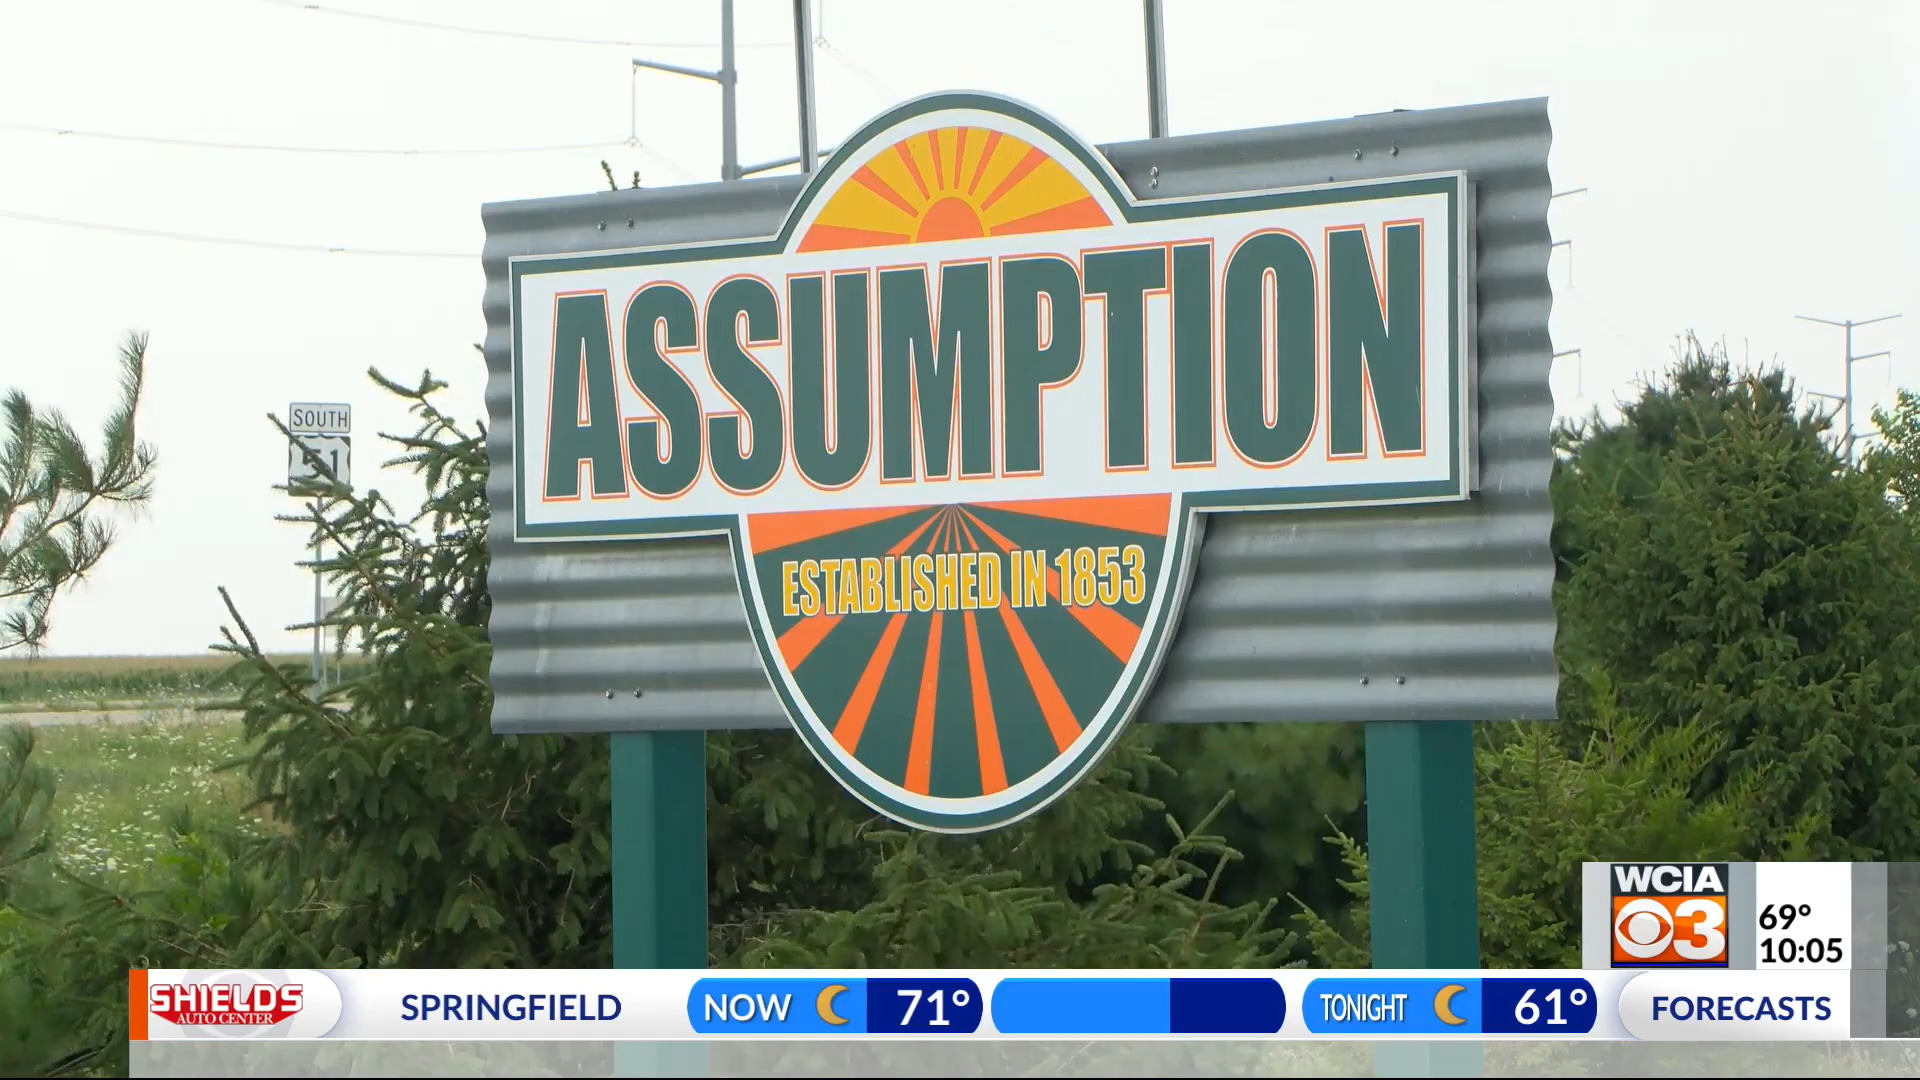 SOUTH
51
ASSUMPTION
ESTABLISHED IN 1853
WCIA
3
69°
10:05
SHIELDS
AUTO CENTER
SPRINGFIELD
NOW
71°
TONIGHT
61°
FORECASTS